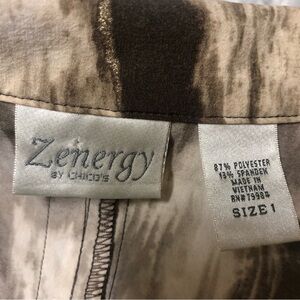 Zenergy
BY CHICO'S
87% POLYESTER
13% SPANDEX
MADE IN
VIETNAM
RN#79984
SIZE 1